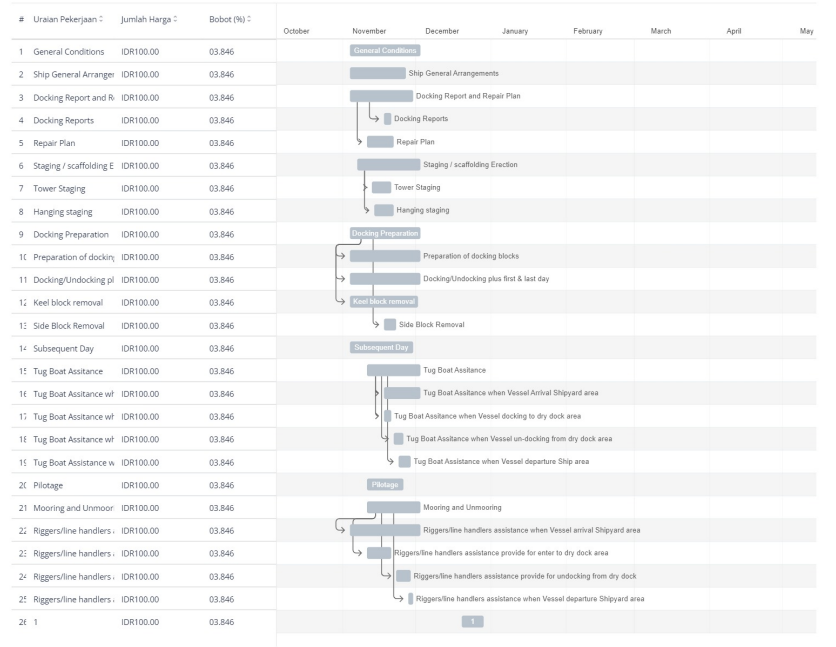 # Uraian Pekerjaan Jumlah Harga Bobot (%)
October November December January February March April May
1 General Conditions IDR100.00 03.846 General Conditions
2 Ship General Arranger IDR100.00 03.846 Ship General Arrangements
3 Docking Report and R IDR100.00 03.846 Docking Report and Repair Plan
4 Docking Reports IDR100.00 03.846 Docking Reports
5 Repair Plan IDR100.00 03.846 Repair Plan
6 Staging / scaffolding E IDR100.00 03.846 Staging / scaffolding Erection
7 Tower Staging IDR100.00 03.846 Tower Staging
8 Hanging staging IDR100.00 03.846 Hanging staging
9 Docking Preparation IDR100.00 03.846 Docking Preparation
10 Preparation of docking IDR100.00 03.846 Preparation of docking blocks
11 Docking/Undocking pl IDR100.00 03.846 Docking/Undocking plus first & last day
12 Keel block removal IDR100.00 03.846 Keel block removal
13 Side Block Removal IDR100.00 03.846 Side Block Removal
14 Subsequent Day IDR100.00 03.846 Subsequent Day
15 Tug Boat Assitance IDR100.00 03.846 Tug Boat Assitance
16 Tug Boat Assitance wh IDR100.00 03.846 Tug Boat Assitance when Vessel Arrival Shipyard area
17 Tug Boat Assitance wh IDR100.00 03.846 Tug Boat Assitance when Vessel docking to dry dock area
18 Tug Boat Assitance wh IDR100.00 03.846 Tug Boat Assitance when Vessel un-docking from dry dock area
19 Tug Boat Assistance w IDR100.00 03.846 Tug Boat Assistance when Vessel departure Ship area
20 Pilotage IDR100.00 03.846 Pilotage
21 Mooring and Unmoor IDR100.00 03.846 Mooring and Unmooring
22 Riggers/line handlers IDR100.00 03.846 Riggers/line handlers assistance when Vessel arrival Shipyard area
23 Riggers/line handlers IDR100.00 03.846 Riggers/line handlers assistance provide for enter to dry dock area
24 Riggers/line handlers IDR100.00 03.846 Riggers/line handlers assistance provide for undocking from dry dock
25 Riggers/line handlers IDR100.00 03.846 Riggers/line handlers assistance when Vessel departure Shipyard area
26 1 IDR100.00 03.846 1